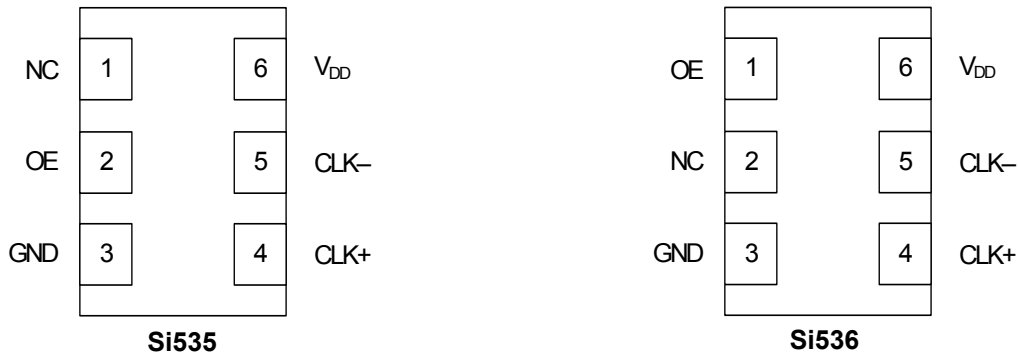 NC 1 6 VDD
OE 2 5 CLK–
GND 3 4 CLK+
Si535
OE 1 6 VDD
NC 2 5 CLK–
GND 3 4 CLK+
Si536